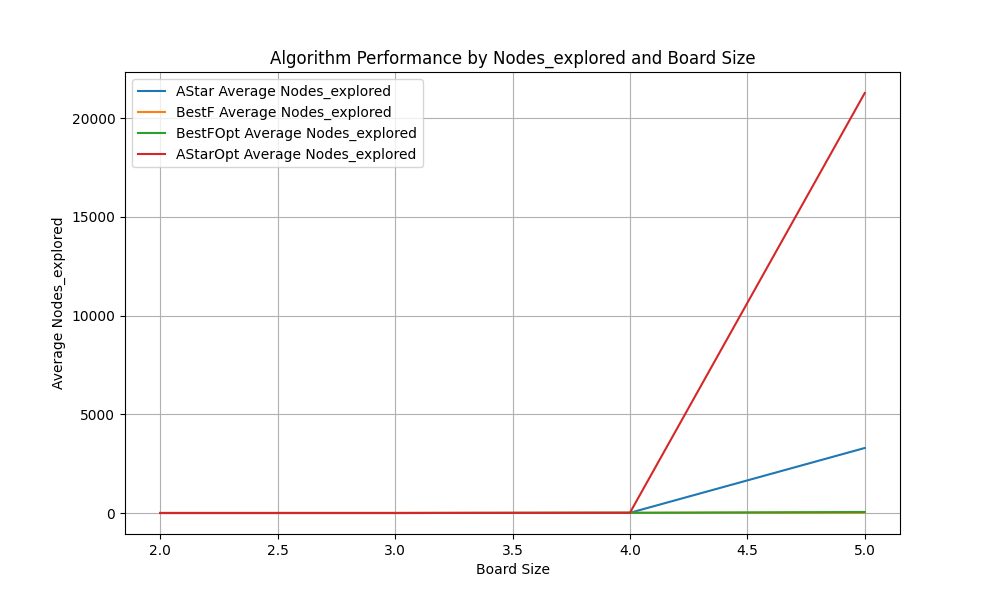 Algorithm Performance by Nodes_explored and Board Size
AStar Average Nodes_explored
BestF Average Nodes_explored
BestFOpt Average Nodes_explored
AStarOpt Average Nodes_explored
Average Nodes_explored
20000
15000
10000
5000
0
2.0 2.5 3.0 3.5 4.0 4.5 5.0
Board Size